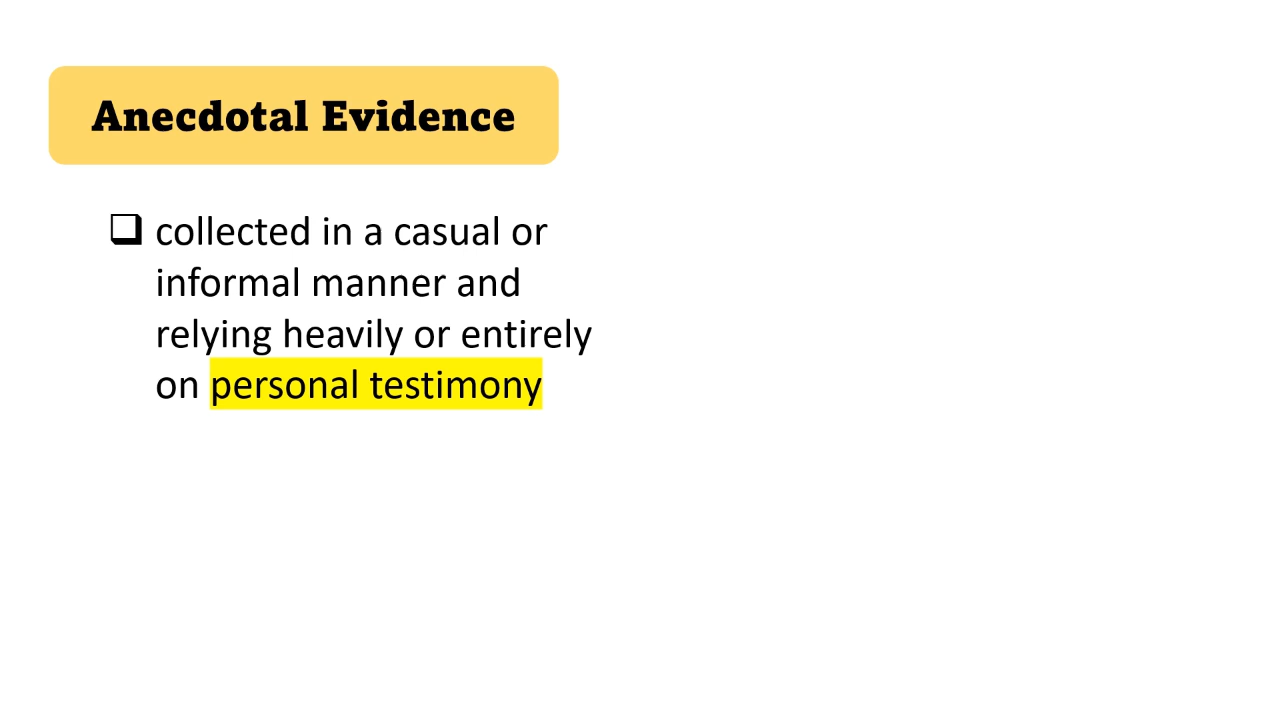 Anecdotal Evidence
❑ collected in a casual or
informal manner and
relying heavily or entirely
on personal testimony